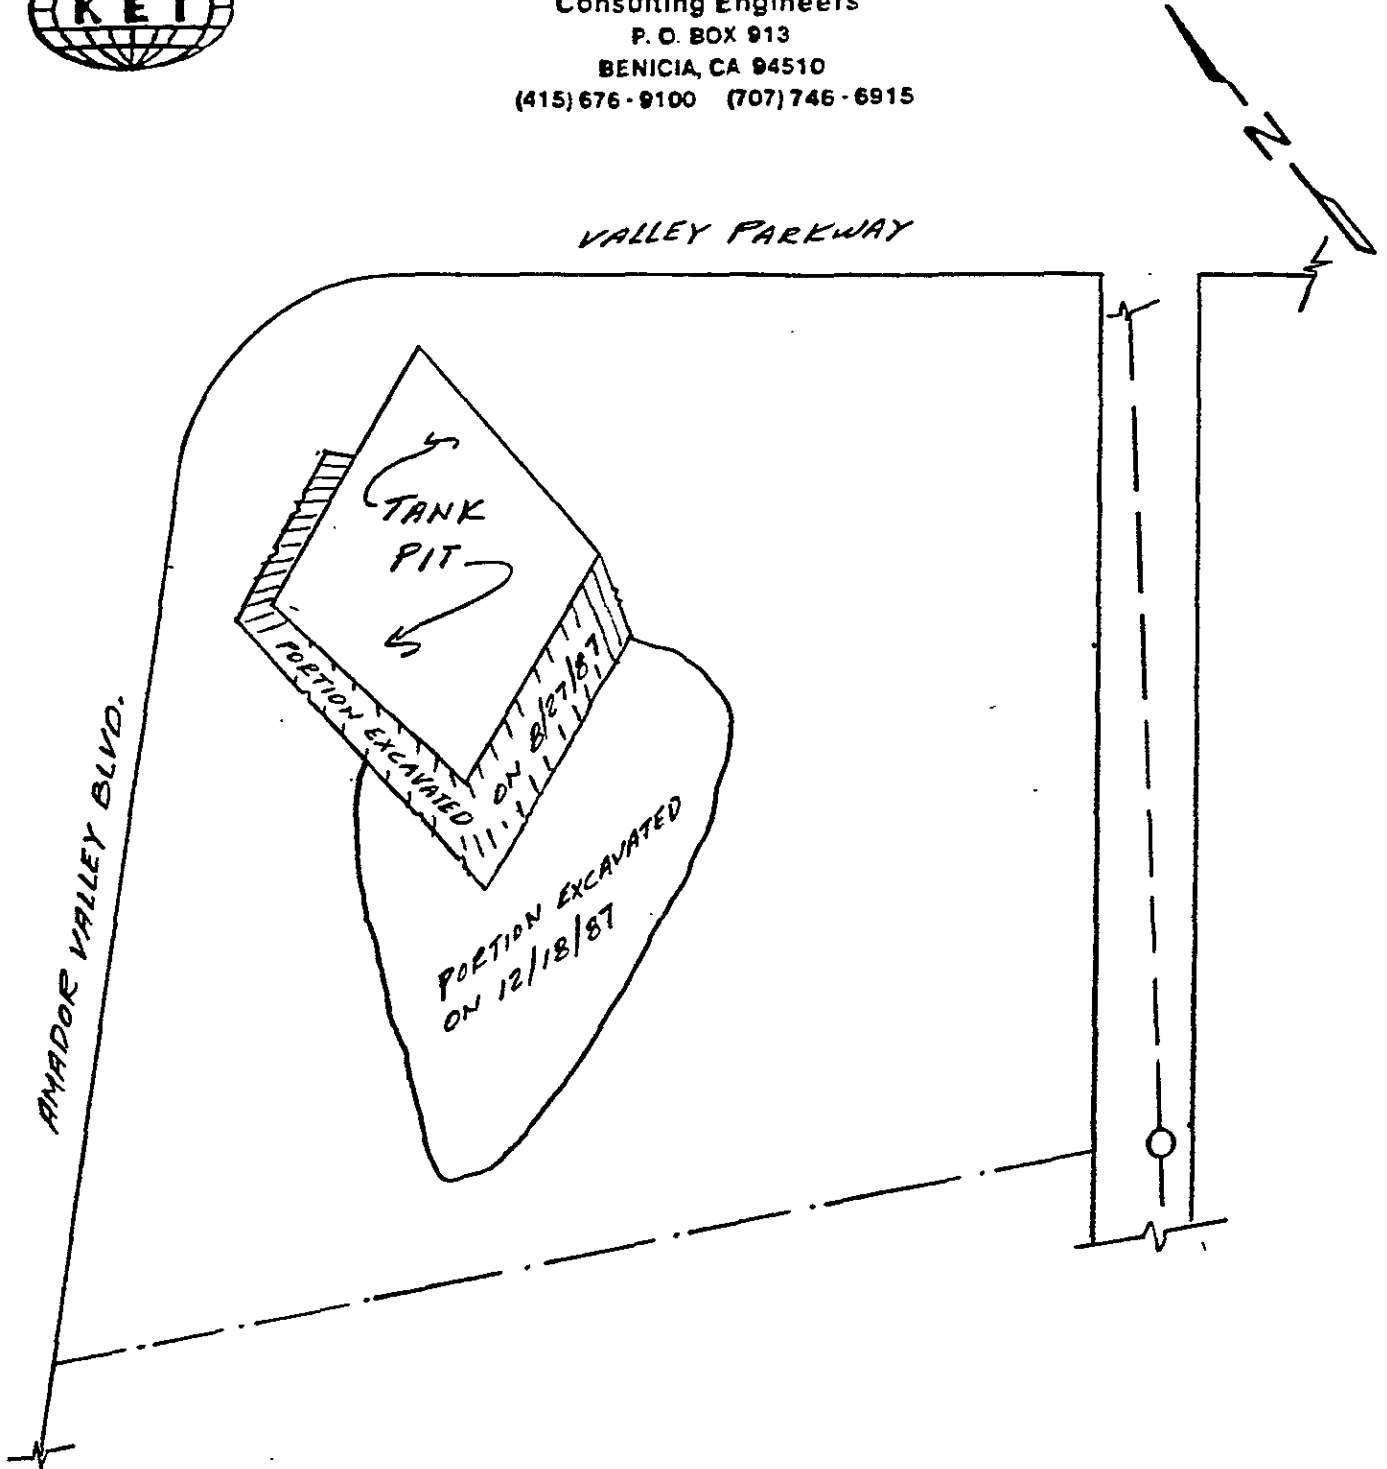 KEI
Consulting Engineers
P. O. BOX 913
BENICIA, CA 94510
(415) 676 - 9100 (707) 746 - 6915
N
VALLEY PARKWAY
TANK
PIT
PORTION EXCAVATED
ON 8/27/87
AMADOR VALLEY BLVD.
PORTION EXCAVATED
ON 12/18/87